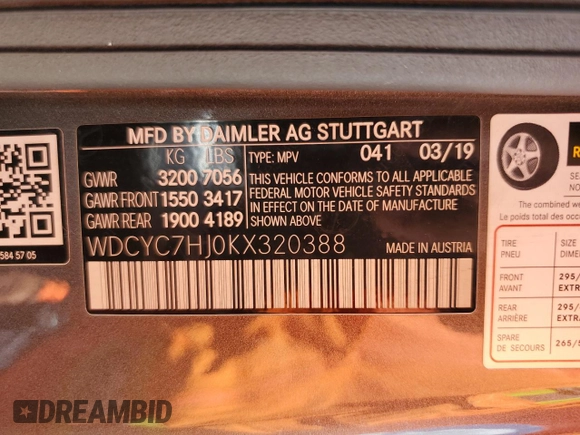 MFD BY DAIMLER AG STUTTGART
KG LBS TYPE: MPV 041 03/19
GVWR 3200 7056
GAWR FRONT 1550 3417
GAWR REAR 1900 4189
THIS VEHICLE CONFORMS TO ALL APPLICABLE
FEDERAL MOTOR VEHICLE SAFETY STANDARDS
IN EFFECT ON THE DATE OF MANUFACTURE
SHOWN ABOVE
WDCYC7HJ0KX320388 MADE IN AUSTRIA
584 57 05
The combined we
Le poids total des oc
TIRE SIZE
PNEU DIME
FRONT 295/
AVANT EXTR
REAR 295/
ARRIÈRE EXTRA
SPARE 265/
DE SECOURS
DREAMBID